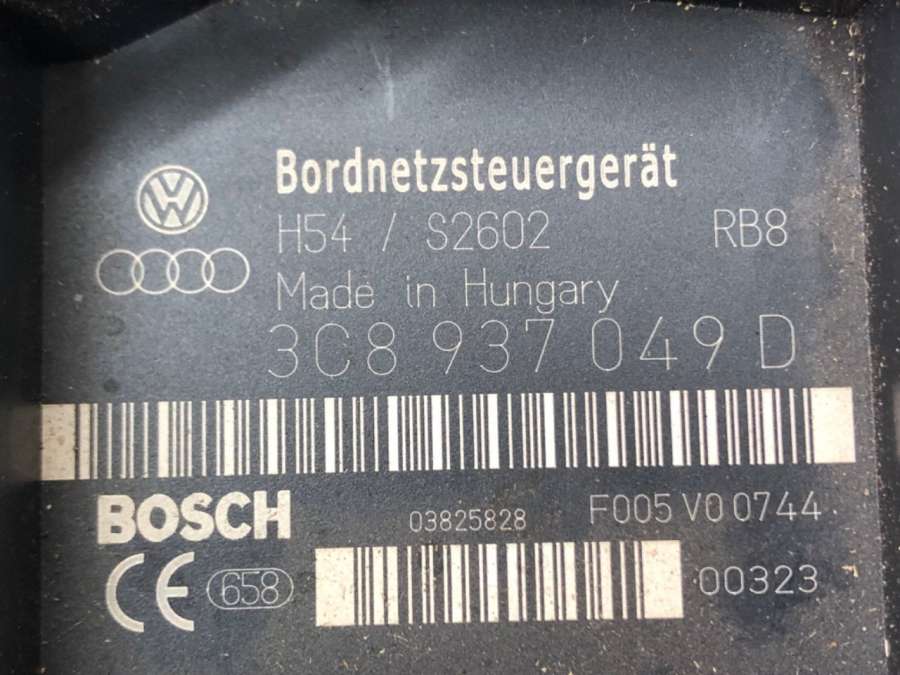 Bordnetzsteuergerät
H54 / S2602 RB8
Made in Hungary
3C8 937 049 D
BOSCH 03825828 F005 V0 0744
CE 658 00323